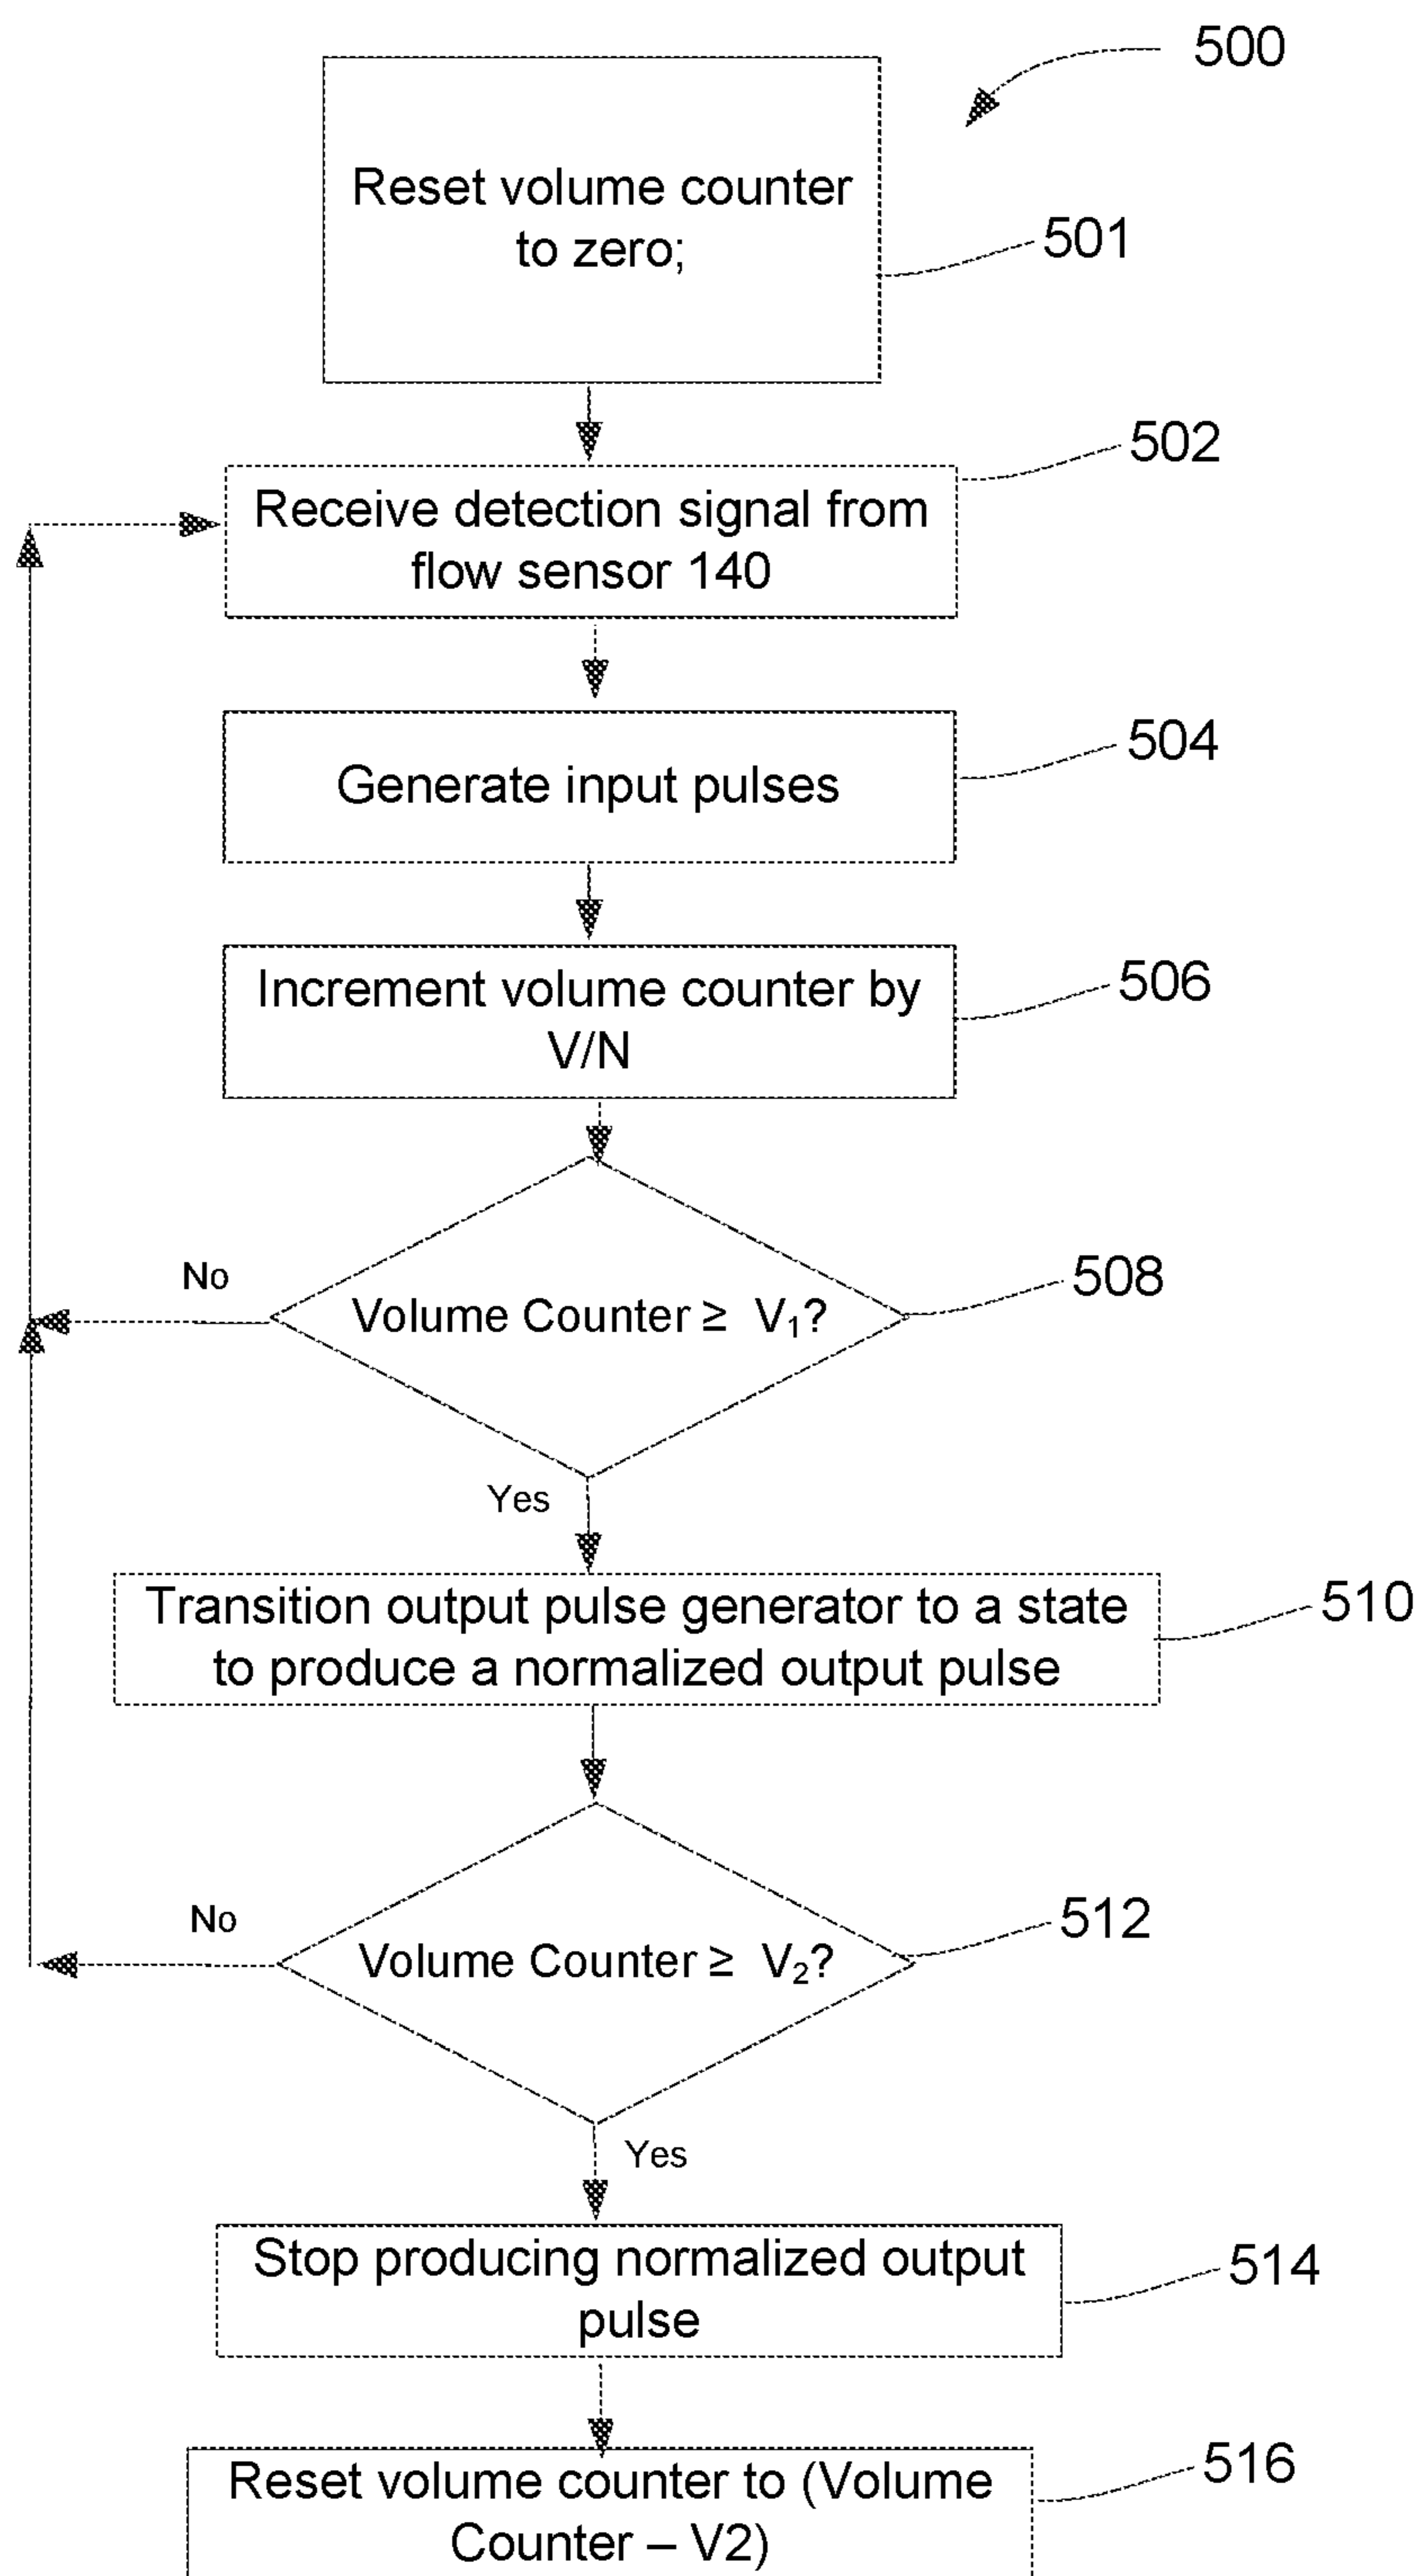 500
Reset volume counter
to zero;
501
502
Receive detection signal from
flow sensor 140
504
Generate input pulses
506
Increment volume counter by
V/N
No
508
Volume Counter ≥ V₁?
Yes
510
Transition output pulse generator to a state
to produce a normalized output pulse
No
512
Volume Counter ≥ V₂?
Yes
514
Stop producing normalized output
pulse
516
Reset volume counter to (Volume
Counter – V2)